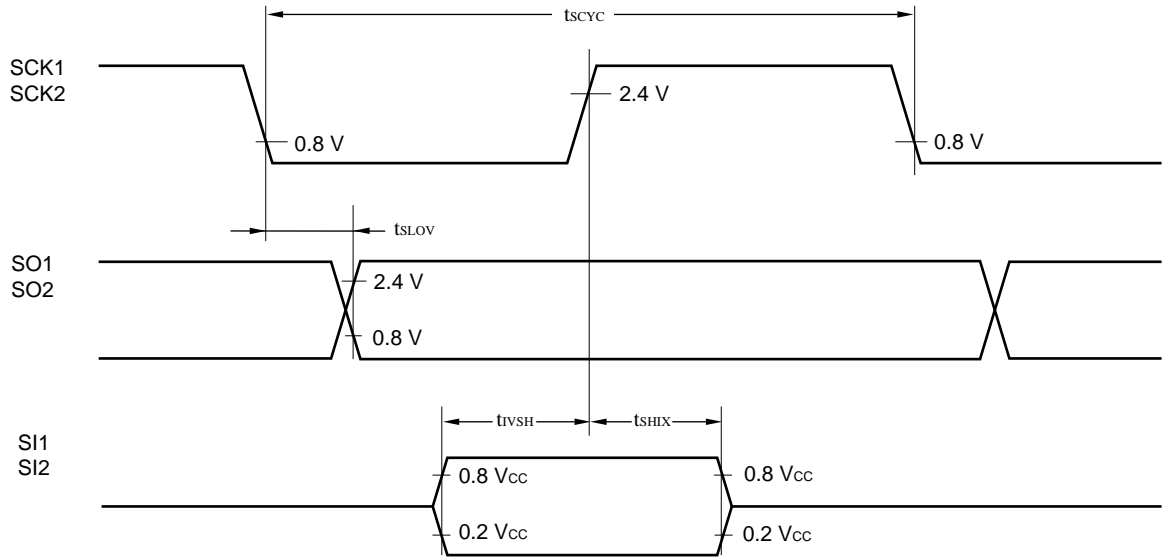 tSCYC
SCK1
SCK2
2.4 V
0.8 V
0.8 V
tSLOV
SO1
SO2
2.4 V
0.8 V
tIVSH
tSHIX
SI1
SI2
0.8 VCC
0.8 VCC
0.2 VCC
0.2 VCC